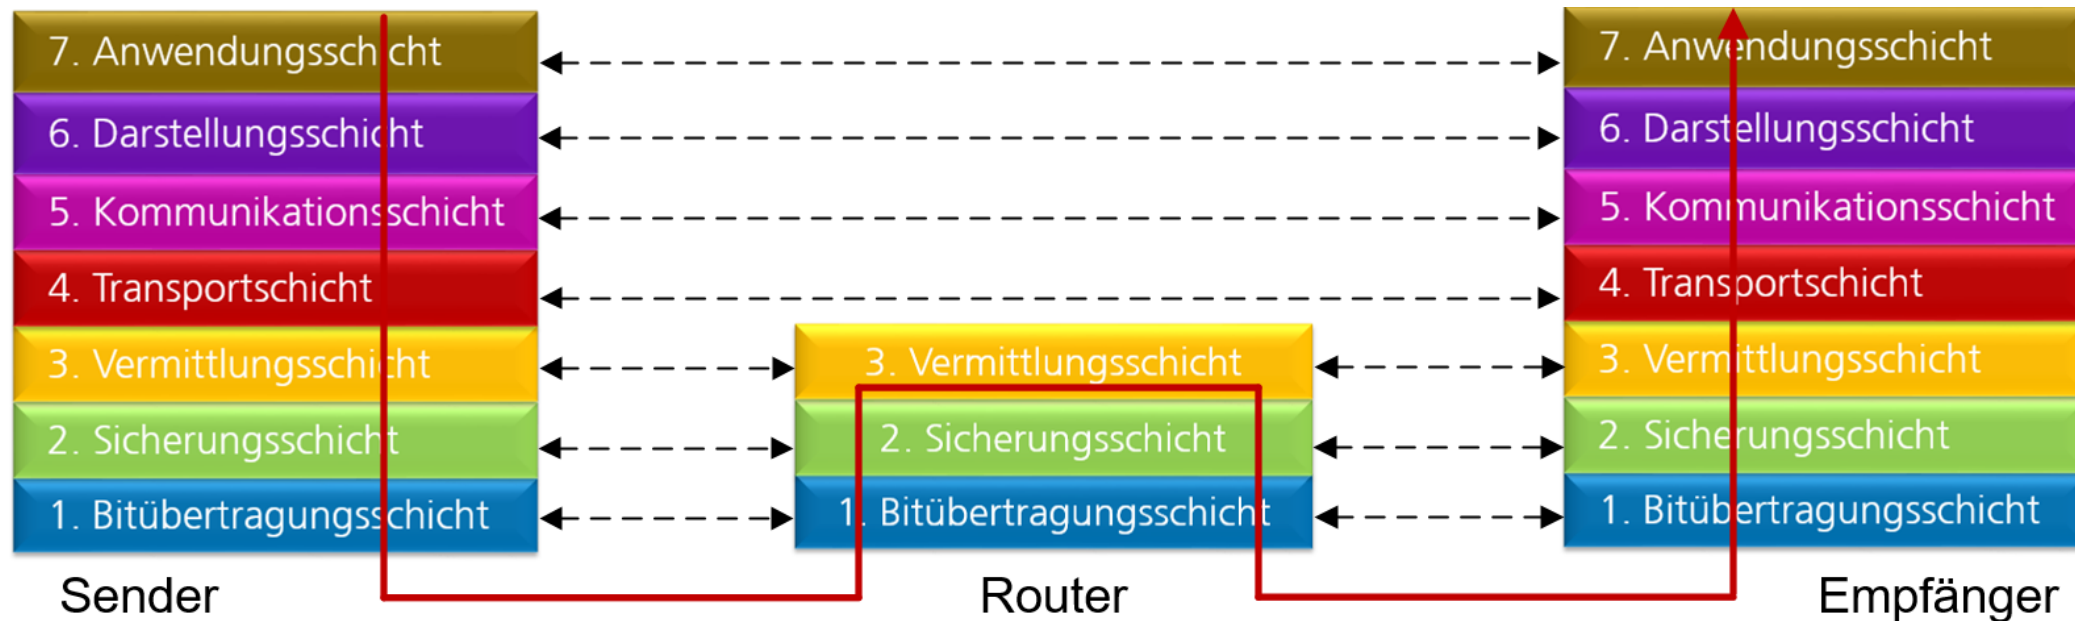 7. Anwendungsschicht
6. Darstellungsschicht
5. Kommunikationsschicht
4. Transportschicht
3. Vermittlungsschicht
2. Sicherungsschicht
1. Bitübertragungsschicht
Sender
3. Vermittlungsschicht
2. Sicherungsschicht
1. Bitübertragungsschicht
Router
7. Anwendungsschicht
6. Darstellungsschicht
5. Kommunikationsschicht
4. Transportschicht
3. Vermittlungsschicht
2. Sicherungsschicht
1. Bitübertragungsschicht
Empfänger